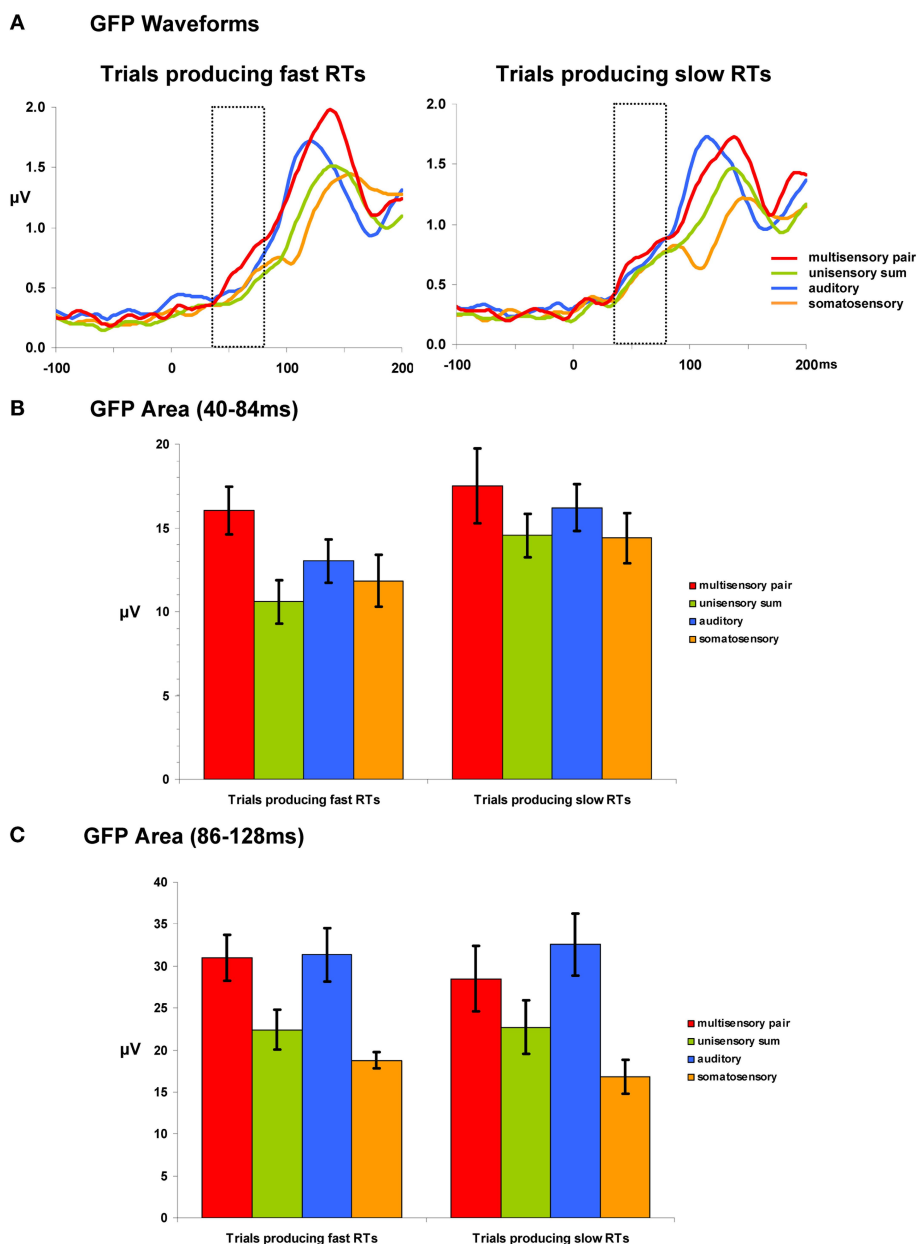 A GFP Waveforms
Trials producing fast RTs Trials producing slow RTs
2.0
1.5
µV
1.0
0.5
0.0
-100 0 100 200
2.0
1.5
1.0
0.5
0.0
-100 0 100 200ms
multisensory pair
unisensory sum
auditory
somatosensory
B GFP Area (40-84ms)
20
15
µV
10
5
0
Trials producing fast RTs Trials producing slow RTs
multisensory pair
unisensory sum
auditory
somatosensory
C GFP Area (86-128ms)
40
35
30
25
µV
20
15
10
5
0
Trials producing fast RTs Trials producing slow RTs
multisensory pair
unisensory sum
auditory
somatosensory